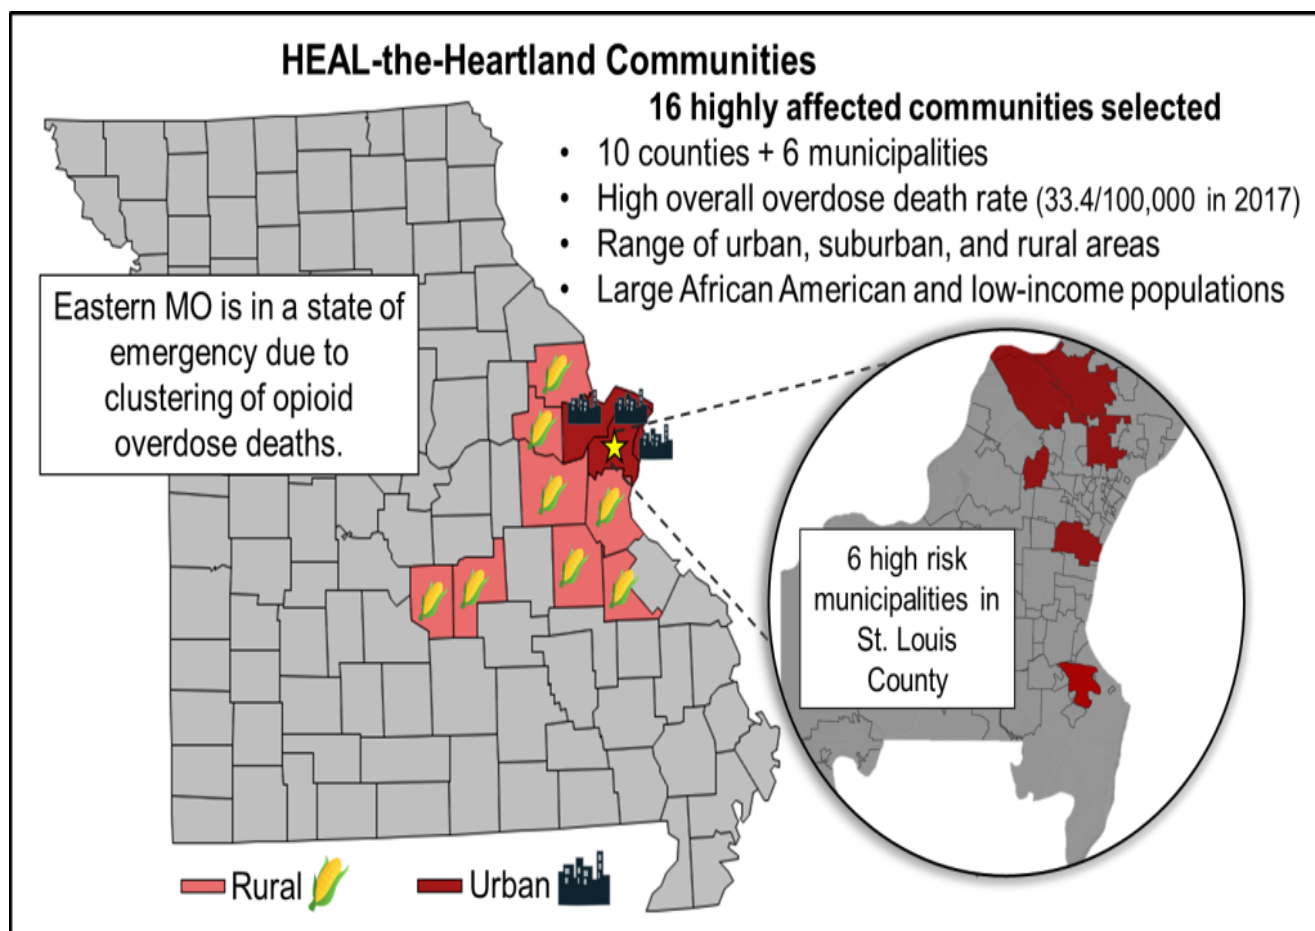 HEAL-the-Heartland Communities
16 highly affected communities selected
• 10 counties + 6 municipalities
• High overall overdose death rate (33.4/100,000 in 2017)
• Range of urban, suburban, and rural areas
• Large African American and low-income populations
Eastern MO is in a state of
emergency due to
clustering of opioid
overdose deaths.
6 high risk
municipalities in
St. Louis
County
Rural
Urban